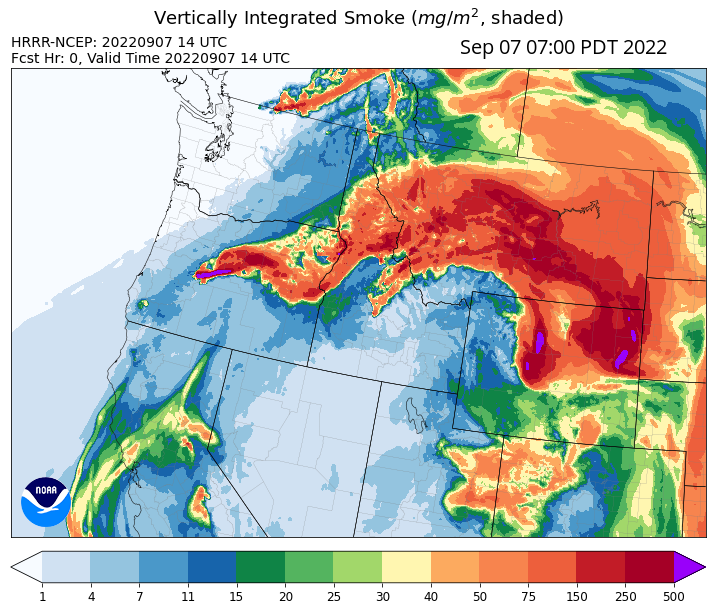 Vertically Integrated Smoke (mg/m², shaded)
HRRR-NCEP: 20220907 14 UTC
Fcst Hr: 0, Valid Time 20220907 14 UTC
Sep 07 07:00 PDT 2022
NOAA
1 4 7 11 15 20 25 30 40 50 75 150 250 500